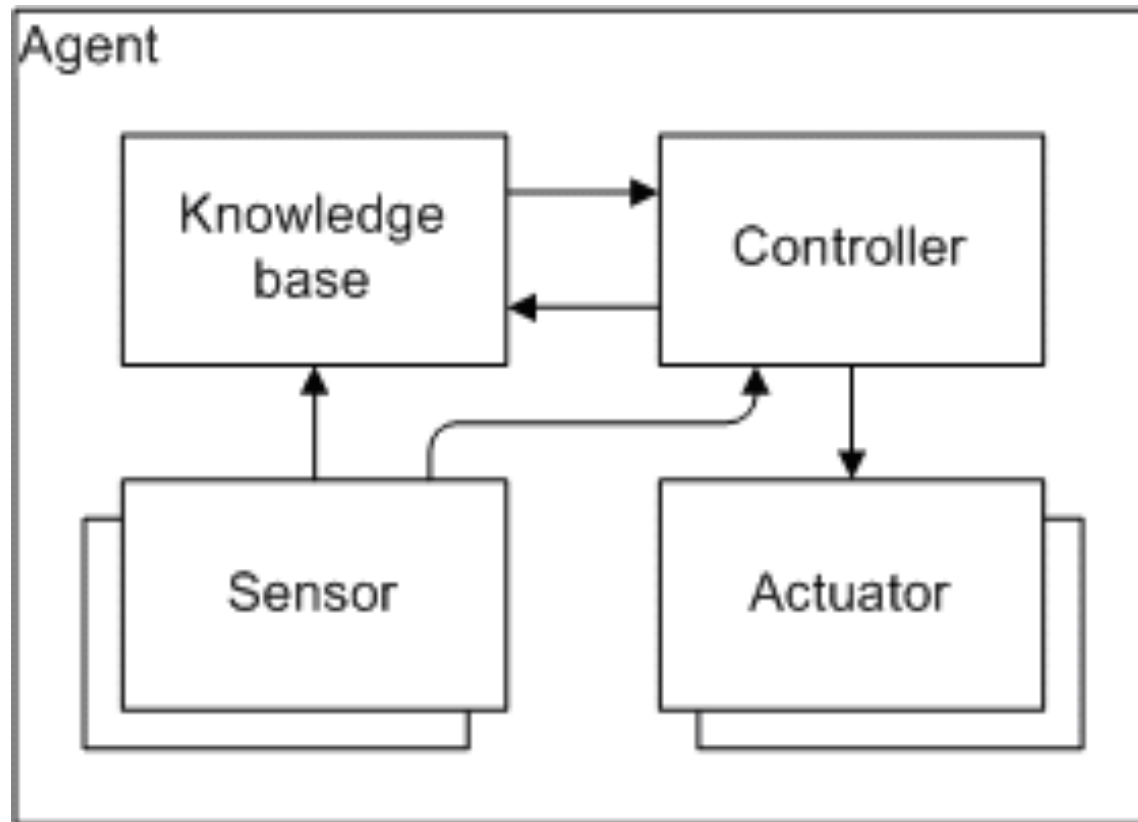 Agent
Knowledge
base
Controller
Sensor
Actuator